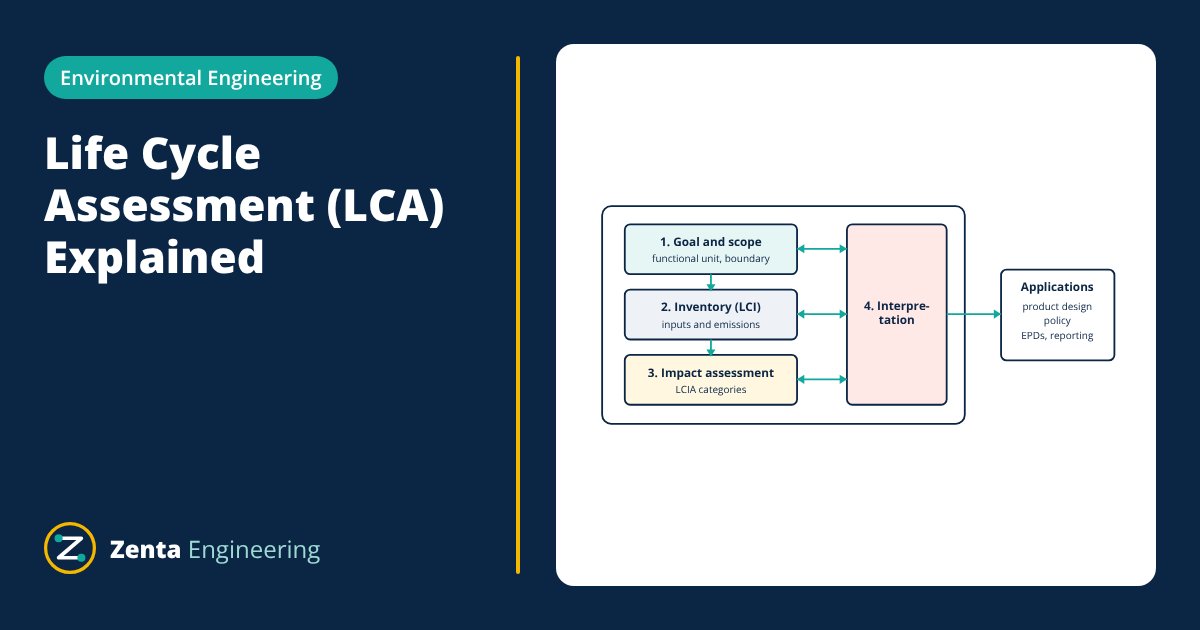 Environmental Engineering
Life Cycle
Assessment (LCA)
Explained
Zenta Engineering
1. Goal and scope
functional unit, boundary
2. Inventory (LCI)
inputs and emissions
3. Impact assessment
LCIA categories
4. Interpre-
tation
Applications
product design
policy
EPDs, reporting